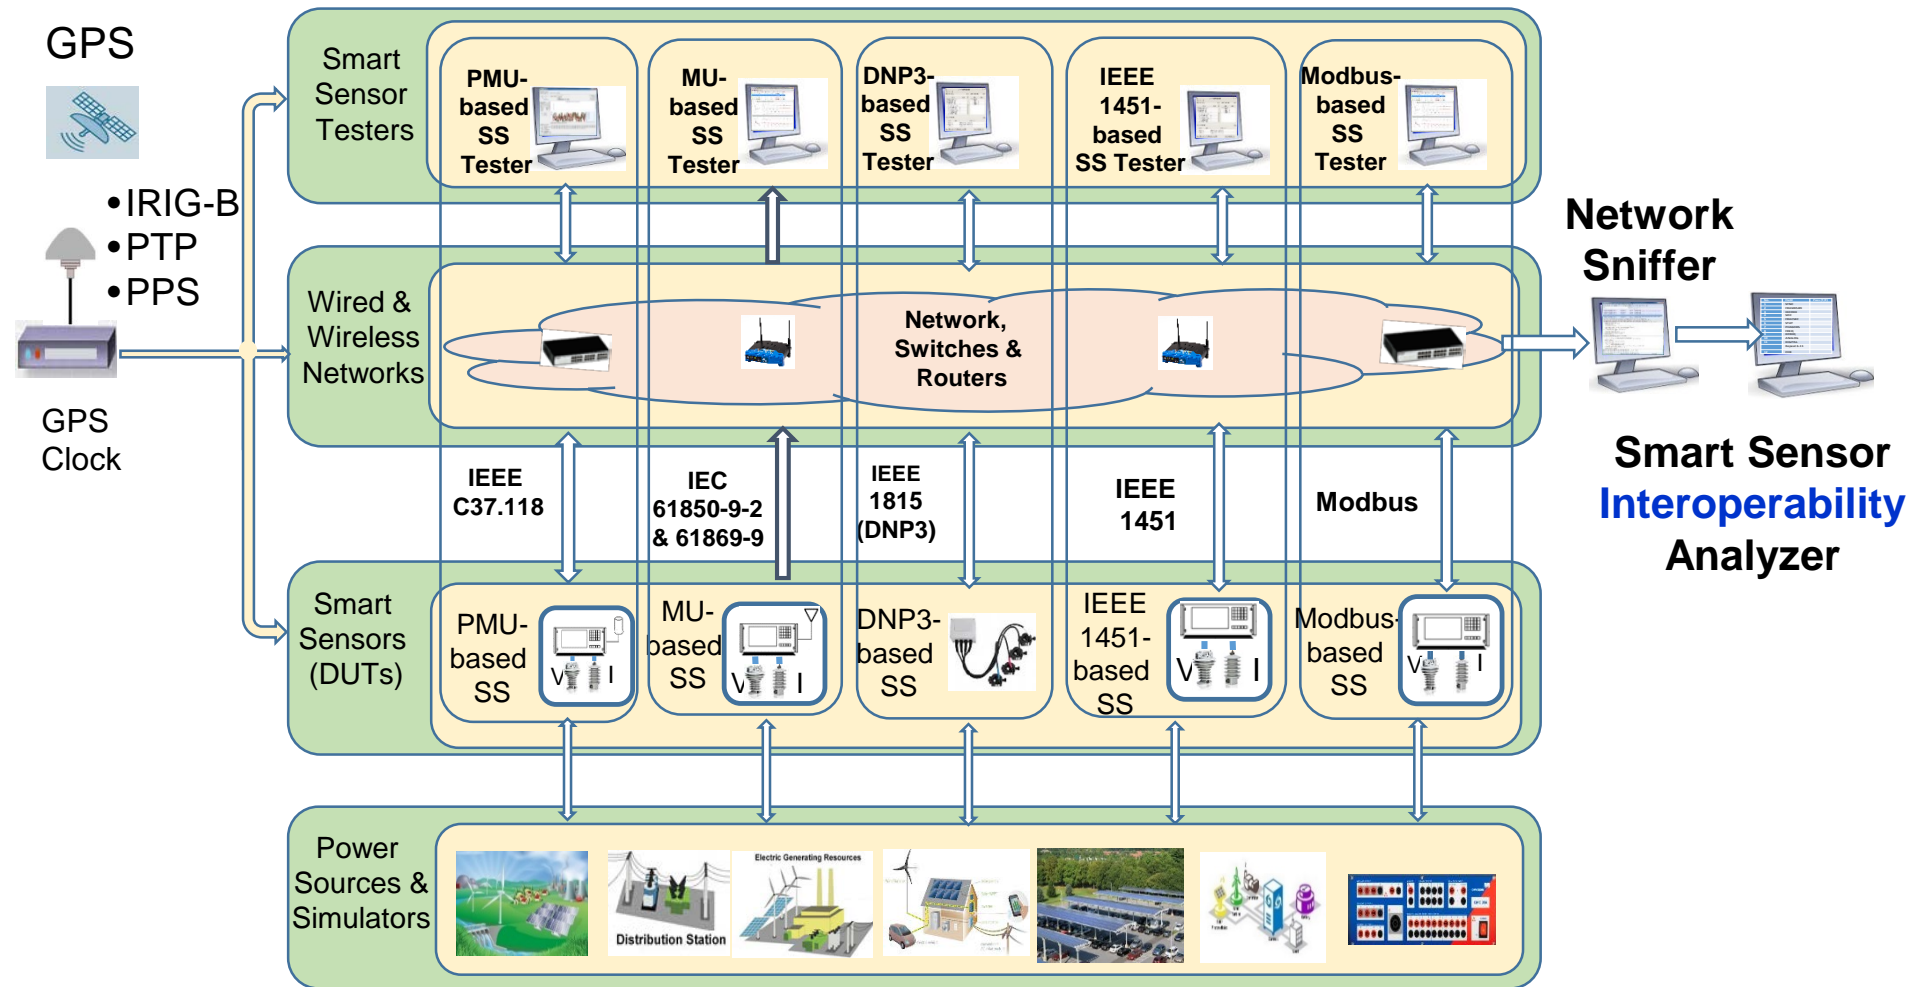 GPS
•IRIG-B
•PTP
•PPS
GPS
Clock
Smart
Sensor
Testers
PMU-
based
SS
Tester
MU-
based
SS
Tester
DNP3-
based
SS
Tester
IEEE
1451-
based
SS Tester
Modbus-
based
SS
Tester
Wired &
Wireless
Networks
Network,
Switches &
Routers
Network
Sniffer
Smart Sensor
Interoperability
Analyzer
IEEE
C37.118
IEC
61850-9-2
& 61869-9
IEEE
1815
(DNP3)
IEEE
1451
Modbus
Smart
Sensors
(DUTs)
PMU-
based
SS
V I
MU-
based
SS
V I
DNP3-
based
SS
IEEE
1451-
based
SS
V I
Modbus-
based
SS
V I
Power
Sources &
Simulators
Distribution Station
Electric Generating Resources